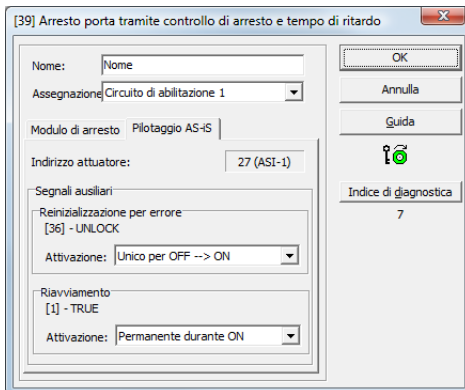 [39] Arresto porta tramite controllo di arresto e tempo di ritardo
Nome: Nome
Assegnazione Circuito di abilitazione 1
Modulo di arresto Pilotaggio AS-iS
Indirizzo attuatore: 27 (ASI-1)
Segnali ausiliari
Reinizializzazione per errore
[36] - UNLOCK
Attivazione: Unico per OFF --> ON
Riavviamento
[1] - TRUE
Attivazione: Permanente durante ON
OK
Annulla
Guida
Indice di diagnostica
7